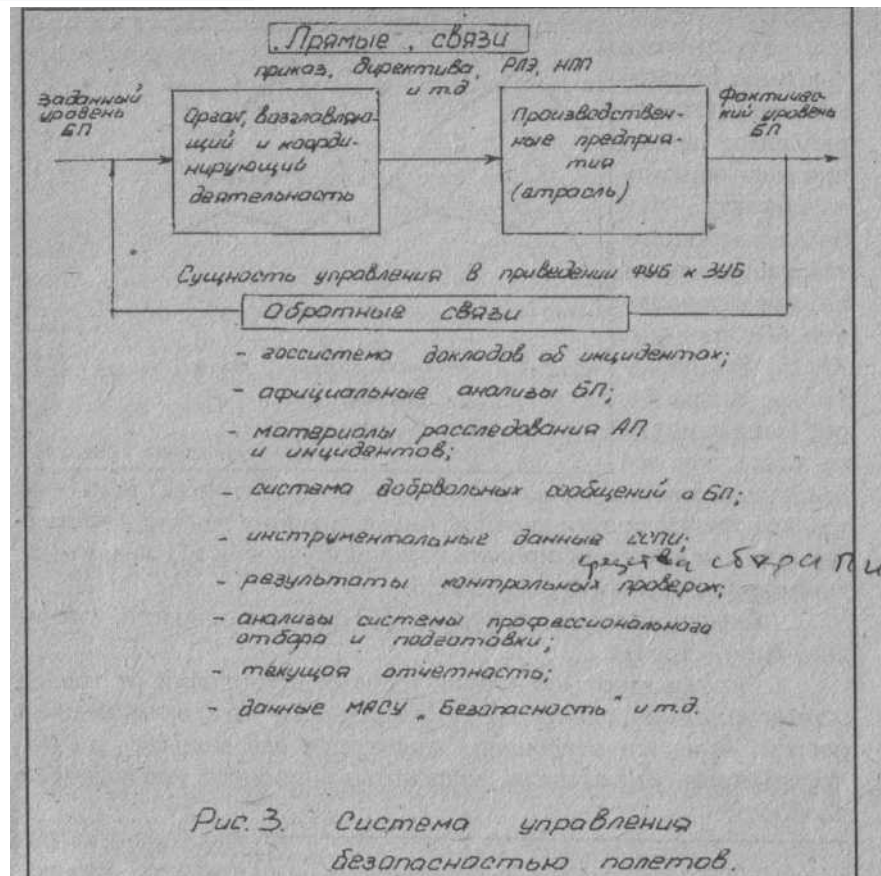 Прямые связи
приказ, директива, РЛЭ, НПП
и т.д
Заданный
уровень
БП
Орган, возглавляю-
щий и коорди-
нирующий
деятельность
Производствен-
ные предприя-
тия
(отрасль)
Фактичес-
кий уровень
БП
Сущность управления в приведении ФУБ к ЗУБ
Обратные связи
- госсистема докладов об инцидентах;
- официальные анализы БП;
- материалы расследования АП
и инцидентов;
- система добровольных сообщений о БП;
- инструментальные данные ССПИ;
средства сбора П и
- результаты контрольных проверок;
- анализы системы профессионального
отбора и подготовки;
- текущая отчетность;
- данные МАСУ „Безопасность" и т.д.
Рис. 3. Система управления
безопасностью полетов.